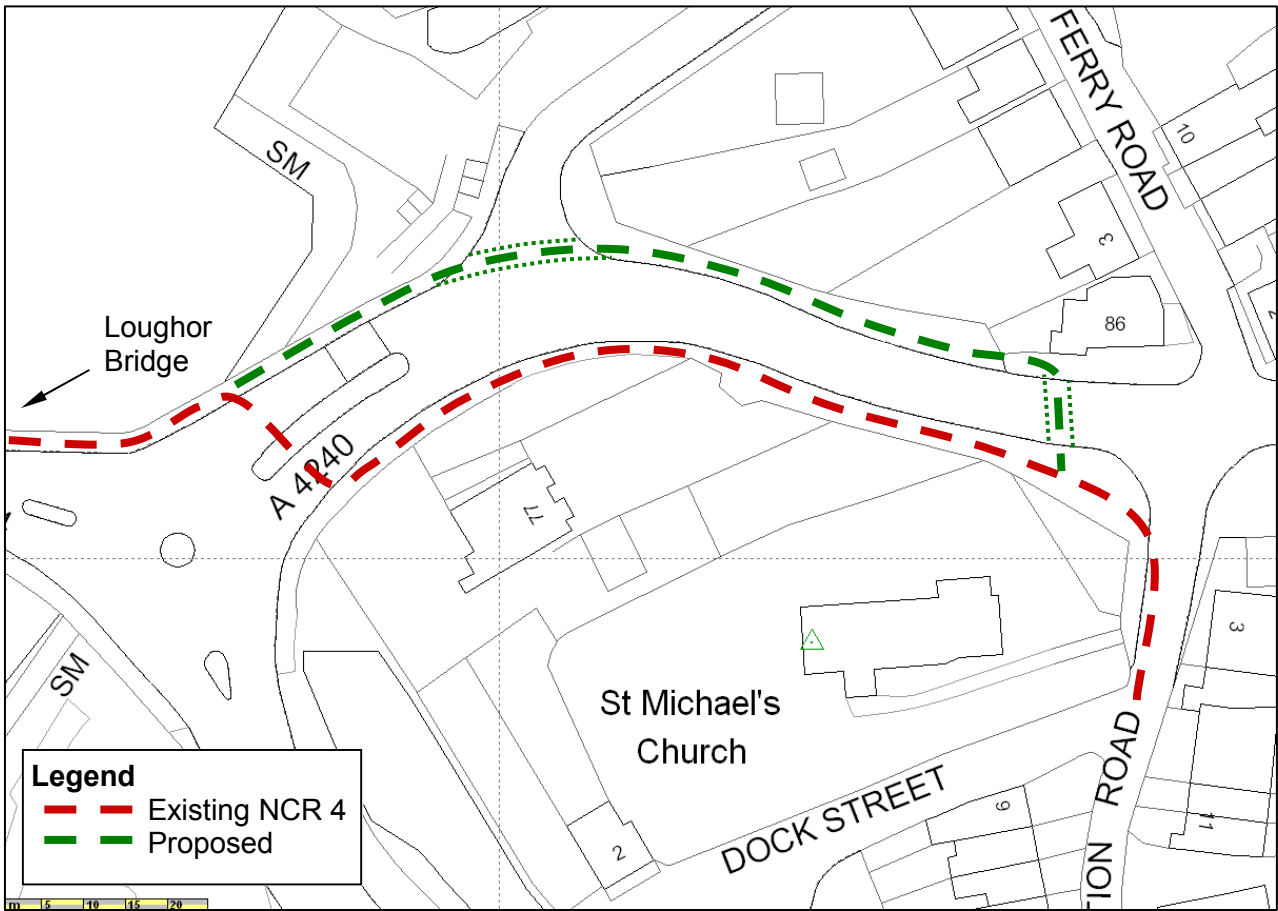 FERRY ROAD
10
SM
3
86
Loughor
Bridge
A 4240
77
3
SM
St Michael's
Church
ROAD
DOCK STREET
9
11
2
TION
Legend
Existing NCR 4
Proposed
m 5 10 15 20